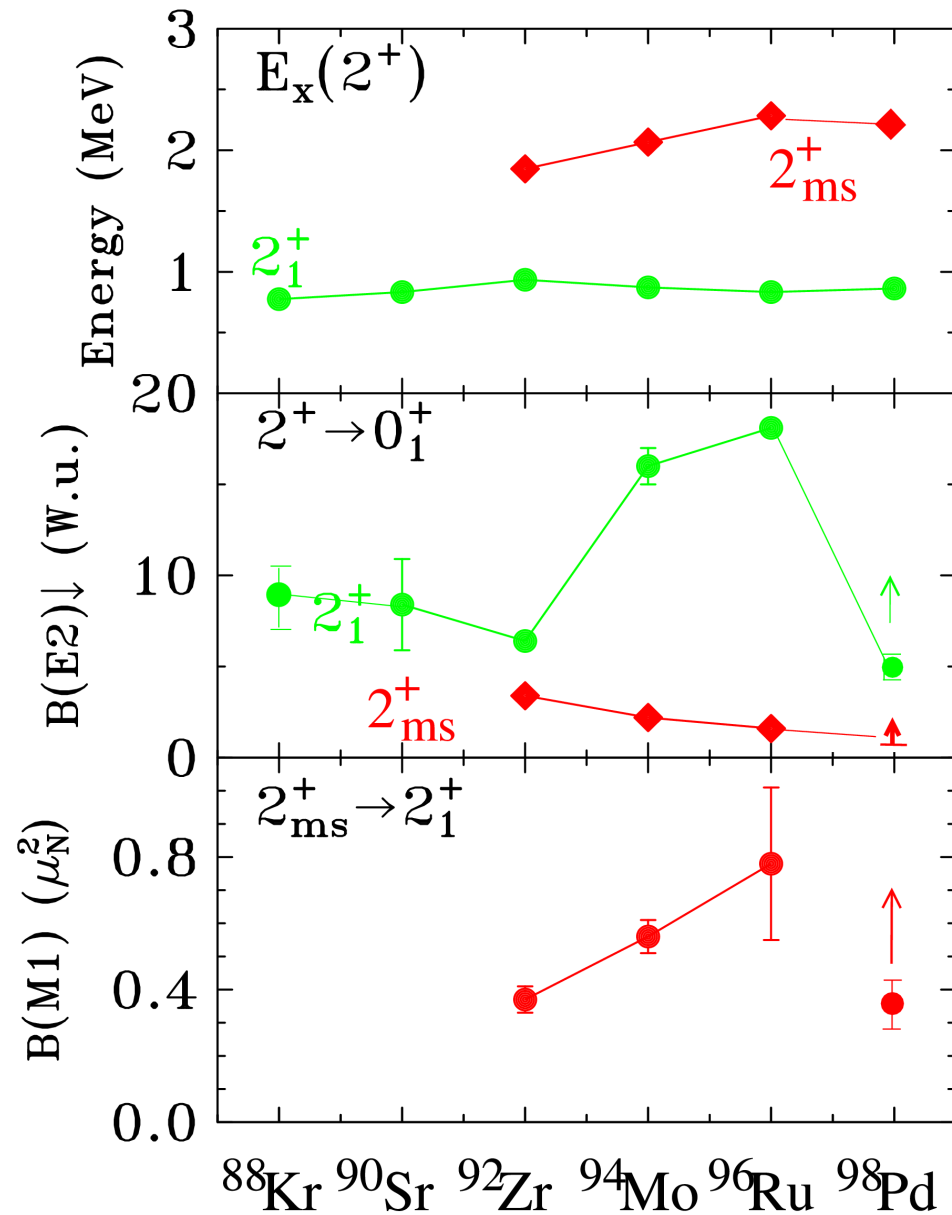 3
E_x(2⁺)
Energy (MeV)
2
2⁺_ms
2⁺_1
1
20
2⁺→0⁺_1
B(E2)↓ (W.u.)
10
2⁺_1
2⁺_ms
0
2⁺_ms→2⁺_1
B(M1) (μ²_N)
0.8
0.4
0.0
⁸⁸Kr ⁹⁰Sr ⁹²Zr ⁹⁴Mo ⁹⁶Ru ⁹⁸Pd